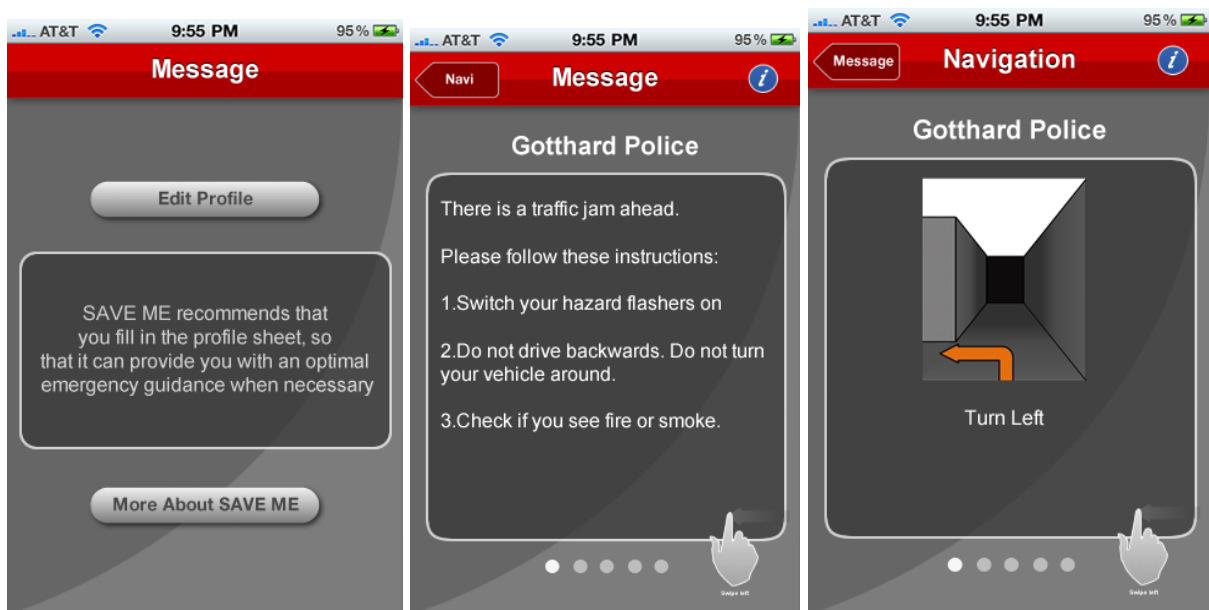 AT&T 9:55 PM 95%
Message
Edit Profile
SAVE ME recommends that
you fill in the profile sheet, so
that it can provide you with an optimal
emergency guidance when necessary
More About SAVE ME
AT&T 9:55 PM 95%
Navi Message i
Gotthard Police
There is a traffic jam ahead.
Please follow these instructions:
1.Switch your hazard flashers on
2.Do not drive backwards. Do not turn
your vehicle around.
3.Check if you see fire or smoke.
Swipe left
AT&T 9:55 PM 95%
Message Navigation i
Gotthard Police
Turn Left
Swipe left